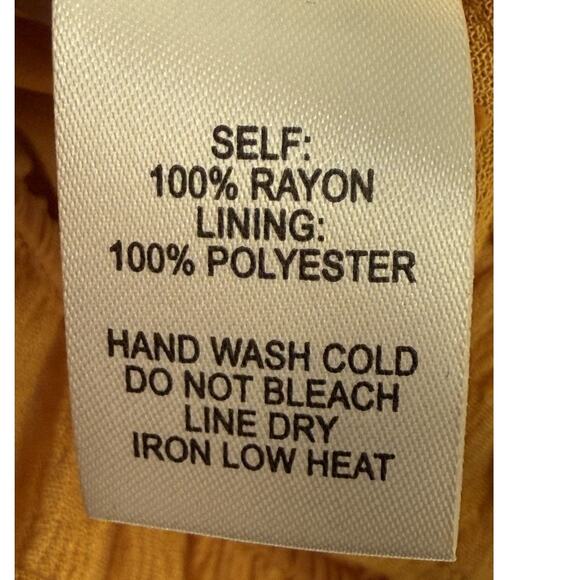 SELF:
100% RAYON
LINING:
100% POLYESTER
HAND WASH COLD
DO NOT BLEACH
LINE DRY
IRON LOW HEAT